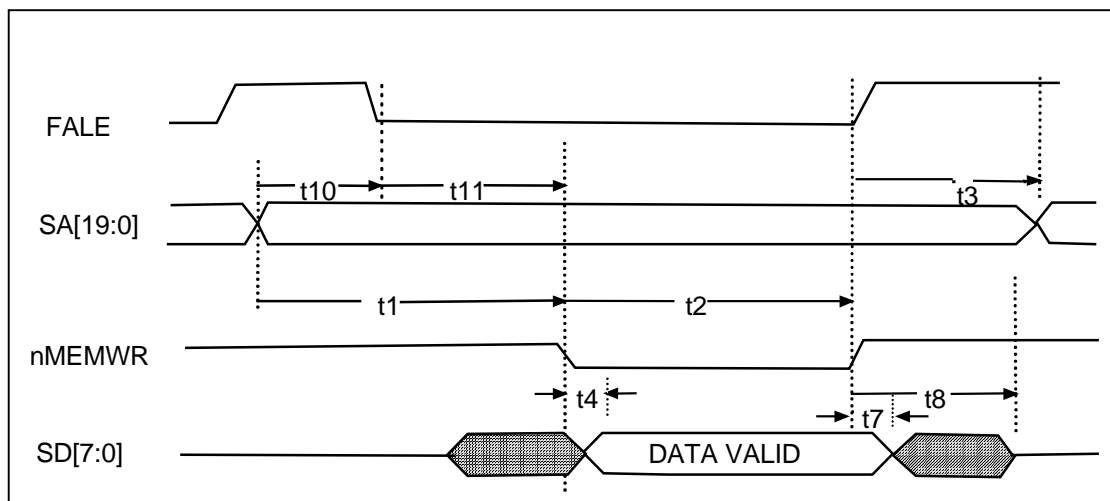 FALE
t10
t11
t3
SA[19:0]
t1
t2
nMEMWR
t4
t8
t7
SD[7:0]
DATA VALID